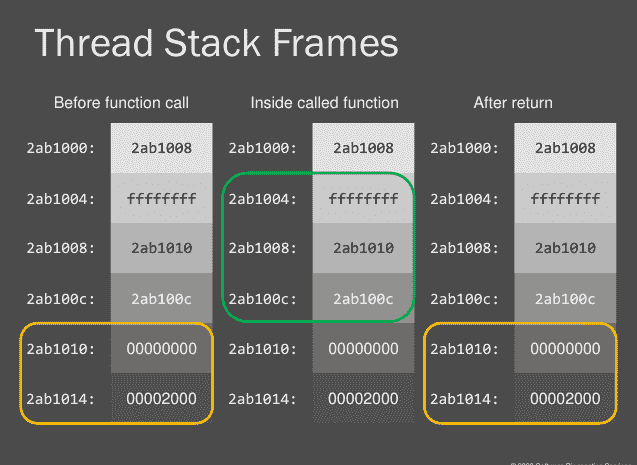 Thread Stack Frames
Before function call
Inside called function
After return
2ab1000: 2ab1008
2ab1004: ffffffff
2ab1008: 2ab1010
2ab100c: 2ab100c
2ab1010: 00000000
2ab1014: 00002000
2ab1000: 2ab1008
2ab1004: ffffffff
2ab1008: 2ab1010
2ab100c: 2ab100c
2ab1010: 00000000
2ab1014: 00002000
2ab1000: 2ab1008
2ab1004: ffffffff
2ab1008: 2ab1010
2ab100c: 2ab100c
2ab1010: 00000000
2ab1014: 00002000